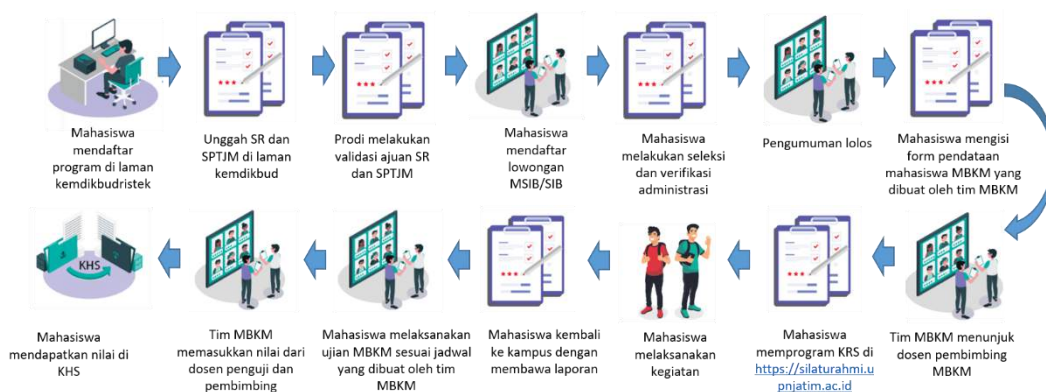 Mahasiswa
mendaftar
program di laman
kemdikbudristek
Unggah SR dan
SPTJM di laman
kemdikbud
Prodi melakukan
validasi ajuan SR
dan SPTJM
Mahasiswa
mendaftar
lowongan
MSIB/SIB
Mahasiswa
melakukan seleksi
dan verifikasi
administrasi
Pengumuman lolos
Mahasiswa mengisi
form pendataan
mahasiswa MBKM yang
dibuat oleh tim MBKM
Tim MBKM menunjuk
dosen pembimbing
MBKM
Mahasiswa
memprogram KRS di
https://silaturahmi.u
pnjatim.ac.id
Mahasiswa
melaksanakan
kegiatan
Mahasiswa kembali
ke kampus dengan
membawa laporan
Mahasiswa melaksanakan
ujian MBKM sesuai jadwal
yang dibuat oleh tim
MBKM
Tim MBKM
memasukkan nilai dari
dosen penguji dan
pembimbing
KHS
Mahasiswa
mendapatkan nilai di
KHS